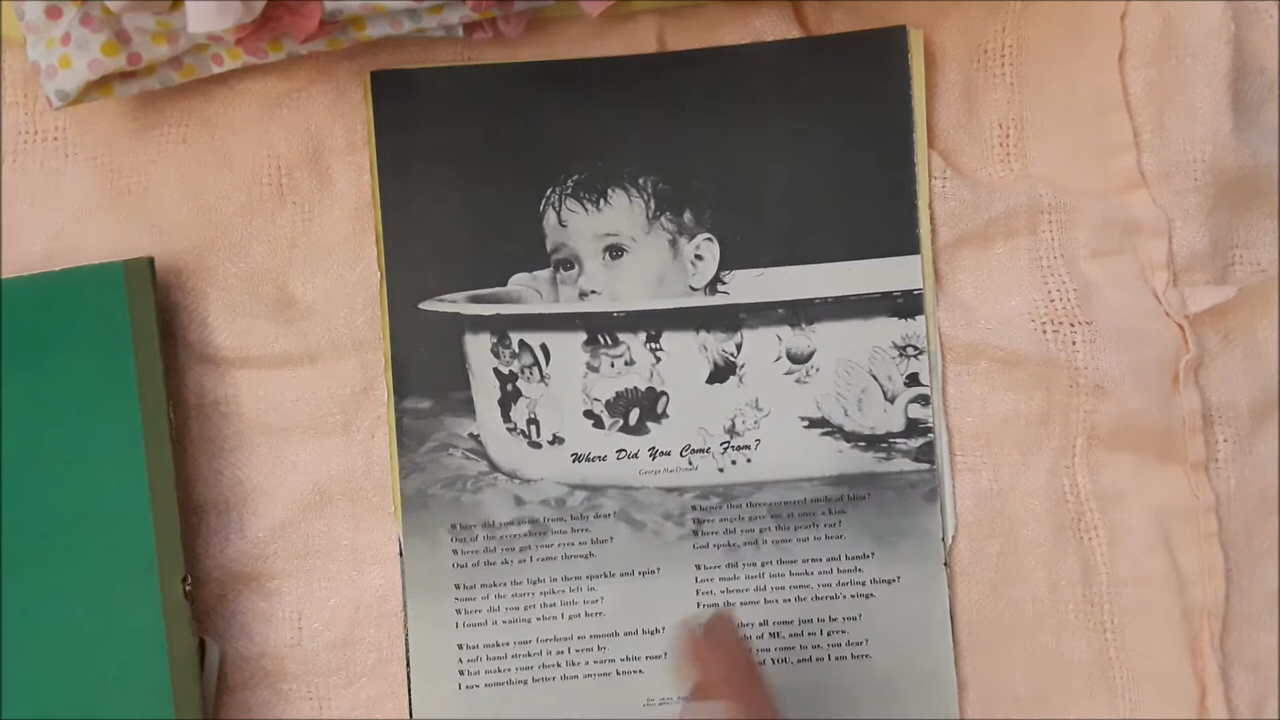 Where Did You Come From?
George MacDonald
Where did you come from, baby dear?
Out of the everywhere into here.
Where did you get your eyes so blue?
Out of the sky as I came through.
What makes the light in them sparkle and spin?
Some of the starry spikes left in.
Where did you get that little tear?
I found it waiting when I got here.
What makes your forehead so smooth and high?
A soft hand stroked it as I went by.
What makes your cheek like a warm white rose?
I saw something better than anyone knows.
Whence that three-cornered smile of bliss?
Three angels gave me at once a kiss.
Where did you get this pearly ear?
God spoke, and it came out to hear.
Where did you get those arms and hands?
Love made itself into hooks and bands.
Feet, whence did you come, you darling things?
From the same box as the cherub's wings.
they all come just to be you?
of ME, and so I grew.
you come to us, you dear?
of YOU, and so I am here.